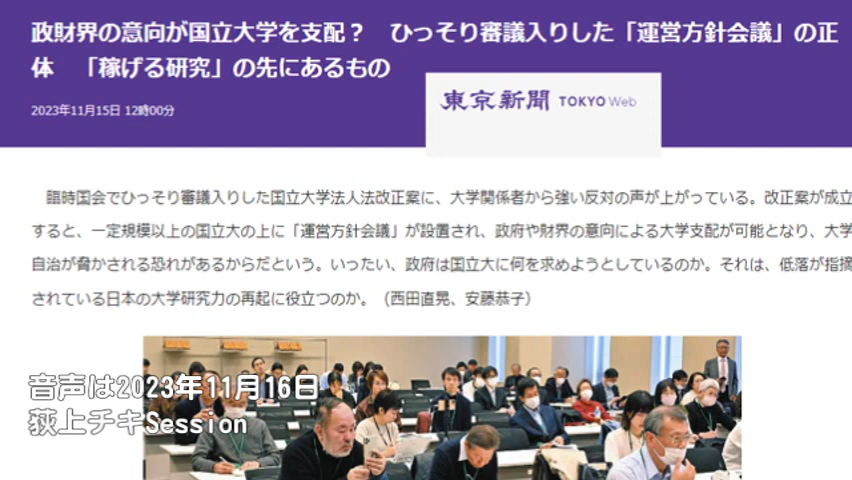 政財界の意向が国立大学を支配？　ひっそり審議入りした「運営方針会議」の正
体　「稼げる研究」の先にあるもの
2023年11月15日 12時00分
東京新聞 TOKYO Web
臨時国会でひっそり審議入りした国立大学法人法改正案に、大学関係者から強い反対の声が上がっている。改正案が成立
すると、一定規模以上の国立大の上に「運営方針会議」が設置され、政府や財界の意向による大学支配が可能となり、大学
自治が脅かされる恐れがあるからだという。いったい、政府は国立大に何を求めようとしているのか。それは、低落が指摘
されている日本の大学研究力の再起に役立つのか。（西田直晃、安藤恭子）
音声は2023年11月16日
荻上チキSession